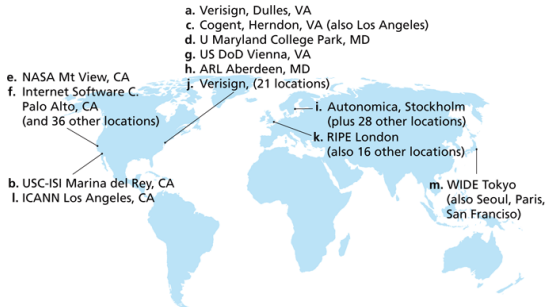 a. Verisign, Dulles, VA
c. Cogent, Herndon, VA (also Los Angeles)
d. U Maryland College Park, MD
g. US DoD Vienna, VA
h. ARL Aberdeen, MD
j. Verisign, (21 locations)
e. NASA Mt View, CA
f. Internet Software C.
Palo Alto, CA
(and 36 other locations)
i. Autonomica, Stockholm
(plus 28 other locations)
k. RIPE London
(also 16 other locations)
b. USC-ISI Marina del Rey, CA
l. ICANN Los Angeles, CA
m. WIDE Tokyo
(also Seoul, Paris,
San Franciso)